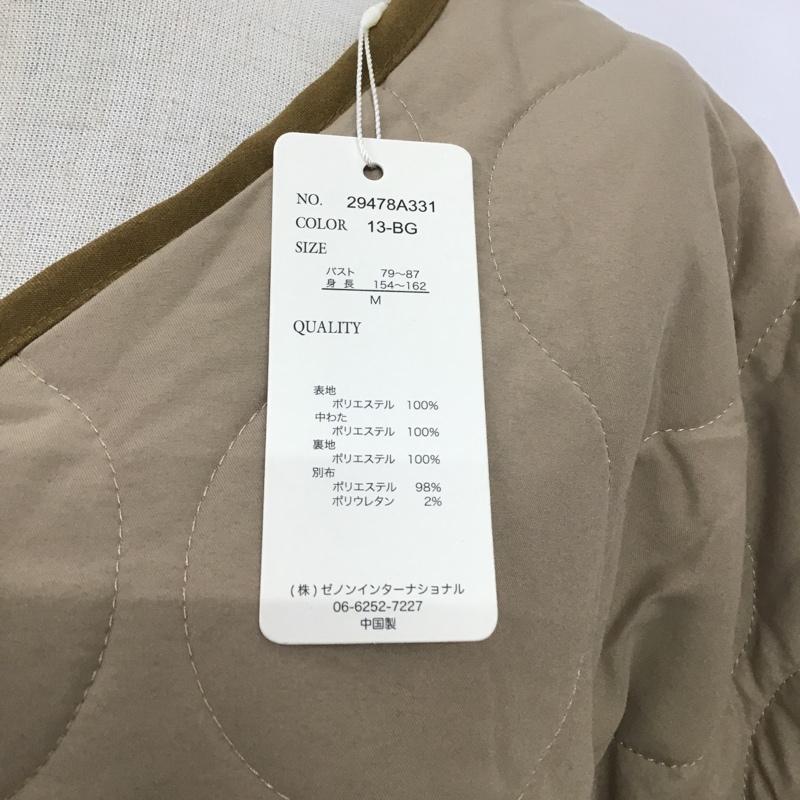 NO. 29478A331
COLOR 13-BG
SIZE
バスト 79〜87
身長 154〜162
M
QUALITY
表地
ポリエステル 100%
中わた
ポリエステル 100%
裏地
ポリエステル 100%
別布
ポリエステル 98%
ポリウレタン 2%
(株)ゼノンインターナショナル
06-6252-7227
中国製